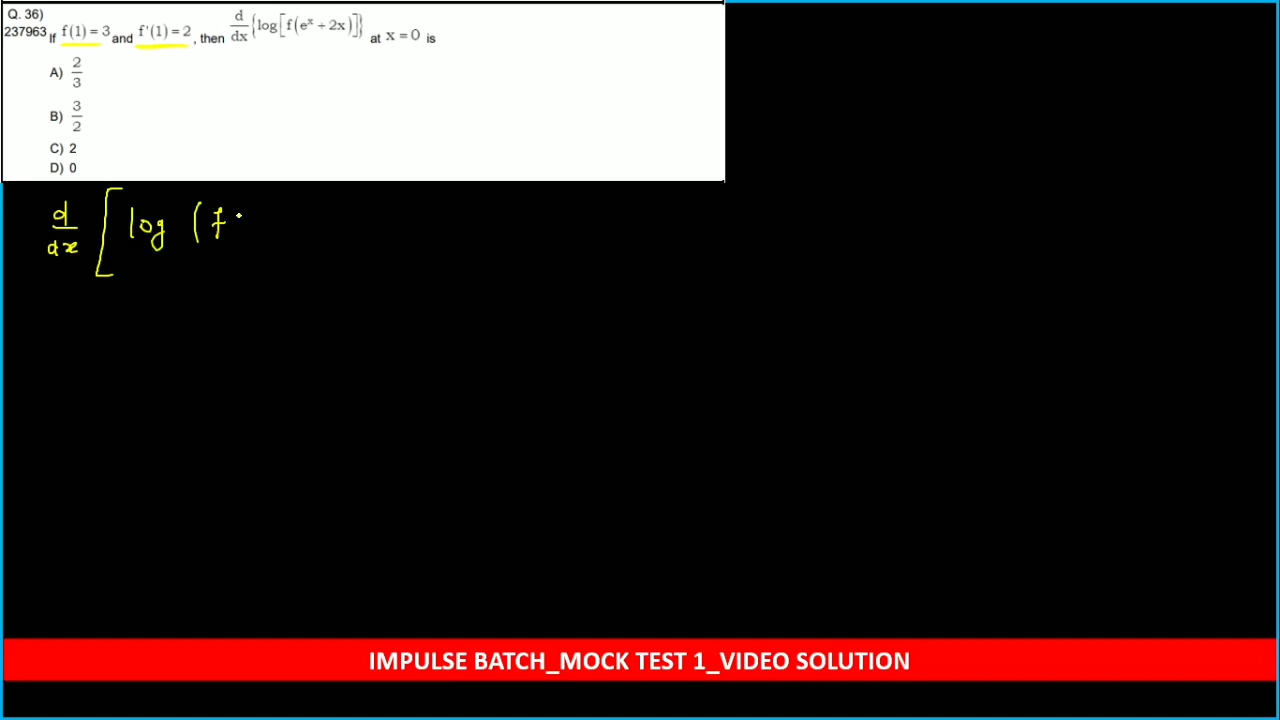 Q. 36)
237963 If f(1) = 3 and f'(1) = 2 , then d/dx {log[f(eˣ + 2x)]} at x = 0 is
A) 2/3
B) 3/2
C) 2
D) 0
d/dx [ log ( f
IMPULSE BATCH_MOCK TEST 1_VIDEO SOLUTION